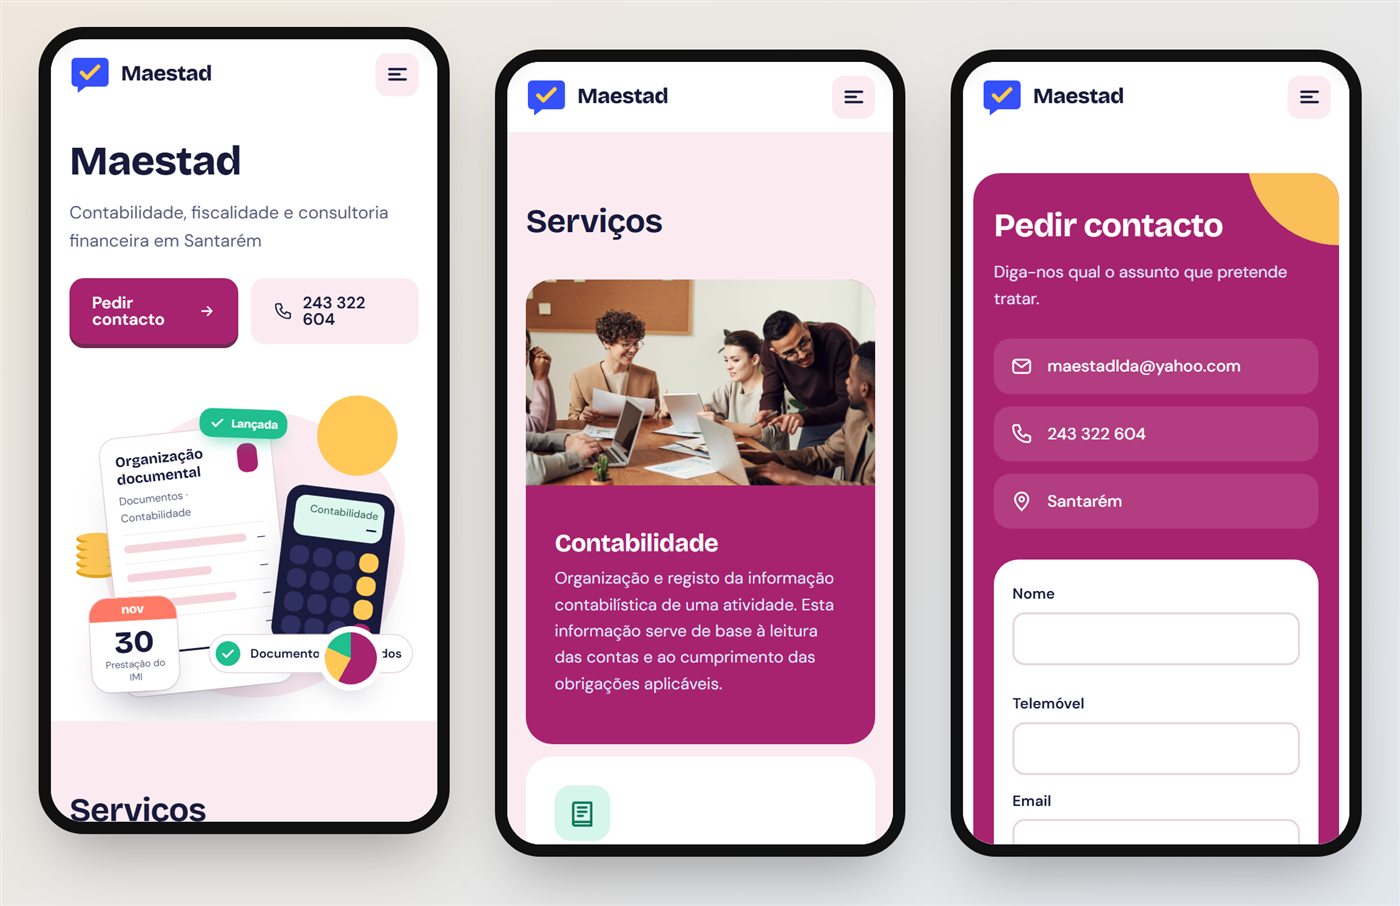 Maestad
Maestad
Contabilidade, fiscalidade e consultoria
financeira em Santarém
Pedir
contacto
243 322
604
Lançada
Organização
documental
Documentos ·
Contabilidade
Contabilidade
nov
30
Prestação do
IMI
Documento
dos
Serviços
Maestad
Serviços
Contabilidade
Organização e registo da informação
contabilística de uma atividade. Esta
informação serve de base à leitura
das contas e ao cumprimento das
obrigações aplicáveis.
Maestad
Pedir contacto
Diga-nos qual o assunto que pretende
tratar.
maestadlda@yahoo.com
243 322 604
Santarém
Nome
Telemóvel
Email